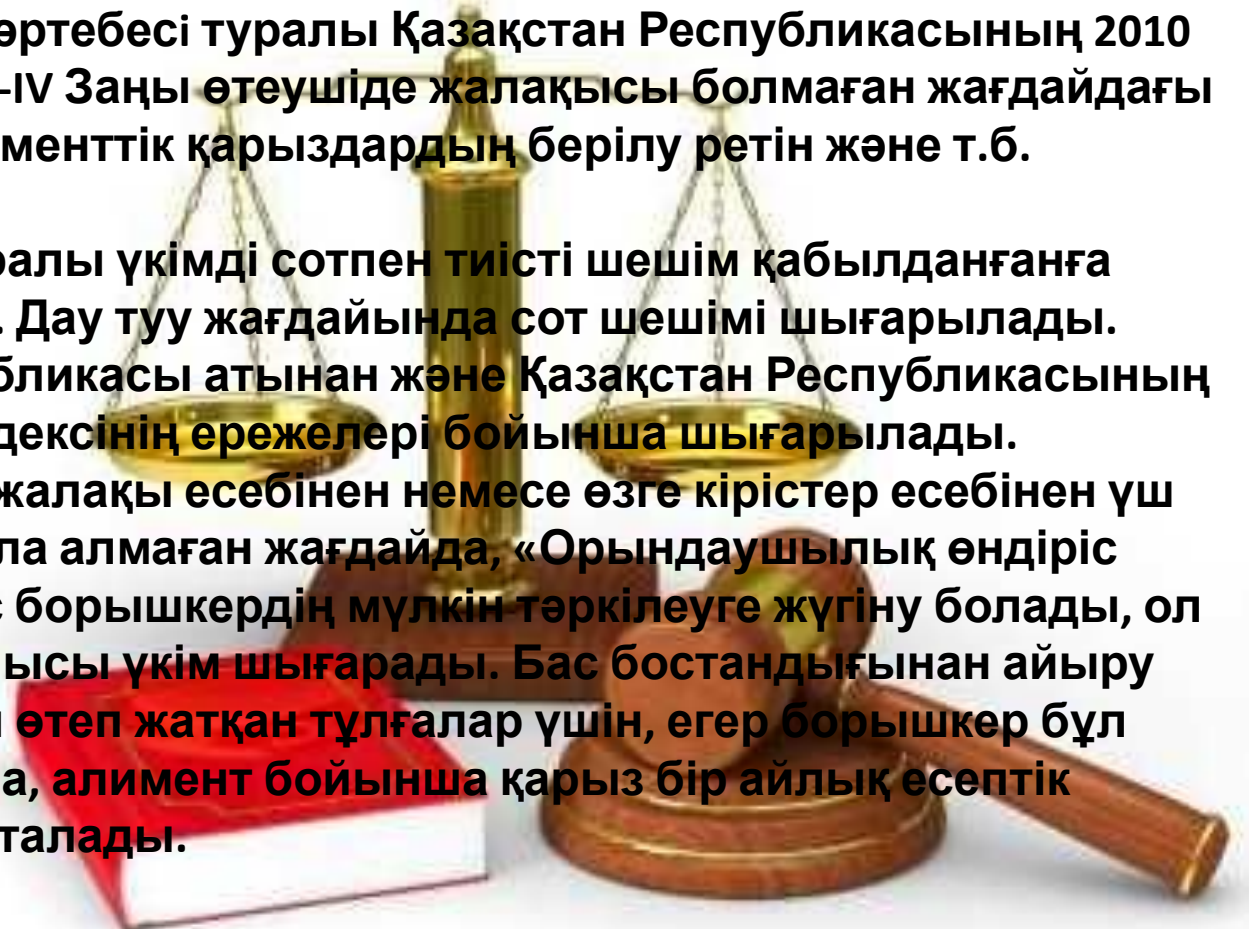 әртебесі туралы Қазақстан Республикасының 2010
-IV Заңы өтеушіде жалақысы болмаған жағдайдағы
менттік қарыздардың берілу ретін және т.б.
ралы үкімді сотпен тиісті шешім қабылданғанға
. Дау туу жағдайында сот шешімі шығарылады.
бликасы атынан және Қазақстан Республикасының
дексінің ережелері бойынша шығарылады.
жалақы есебінен немесе өзге кірістер есебінен үш
ла алмаған жағдайда, «Орындаушылық өндіріс
с борышкердің мүлкін тәркілеуге жүгіну болады, ол
ысы үкім шығарады. Бас бостандығынан айыру
өтеп жатқан тұлғалар үшін, егер борышкер бұл
а, алимент бойынша қарыз бір айлық есептік
талады.